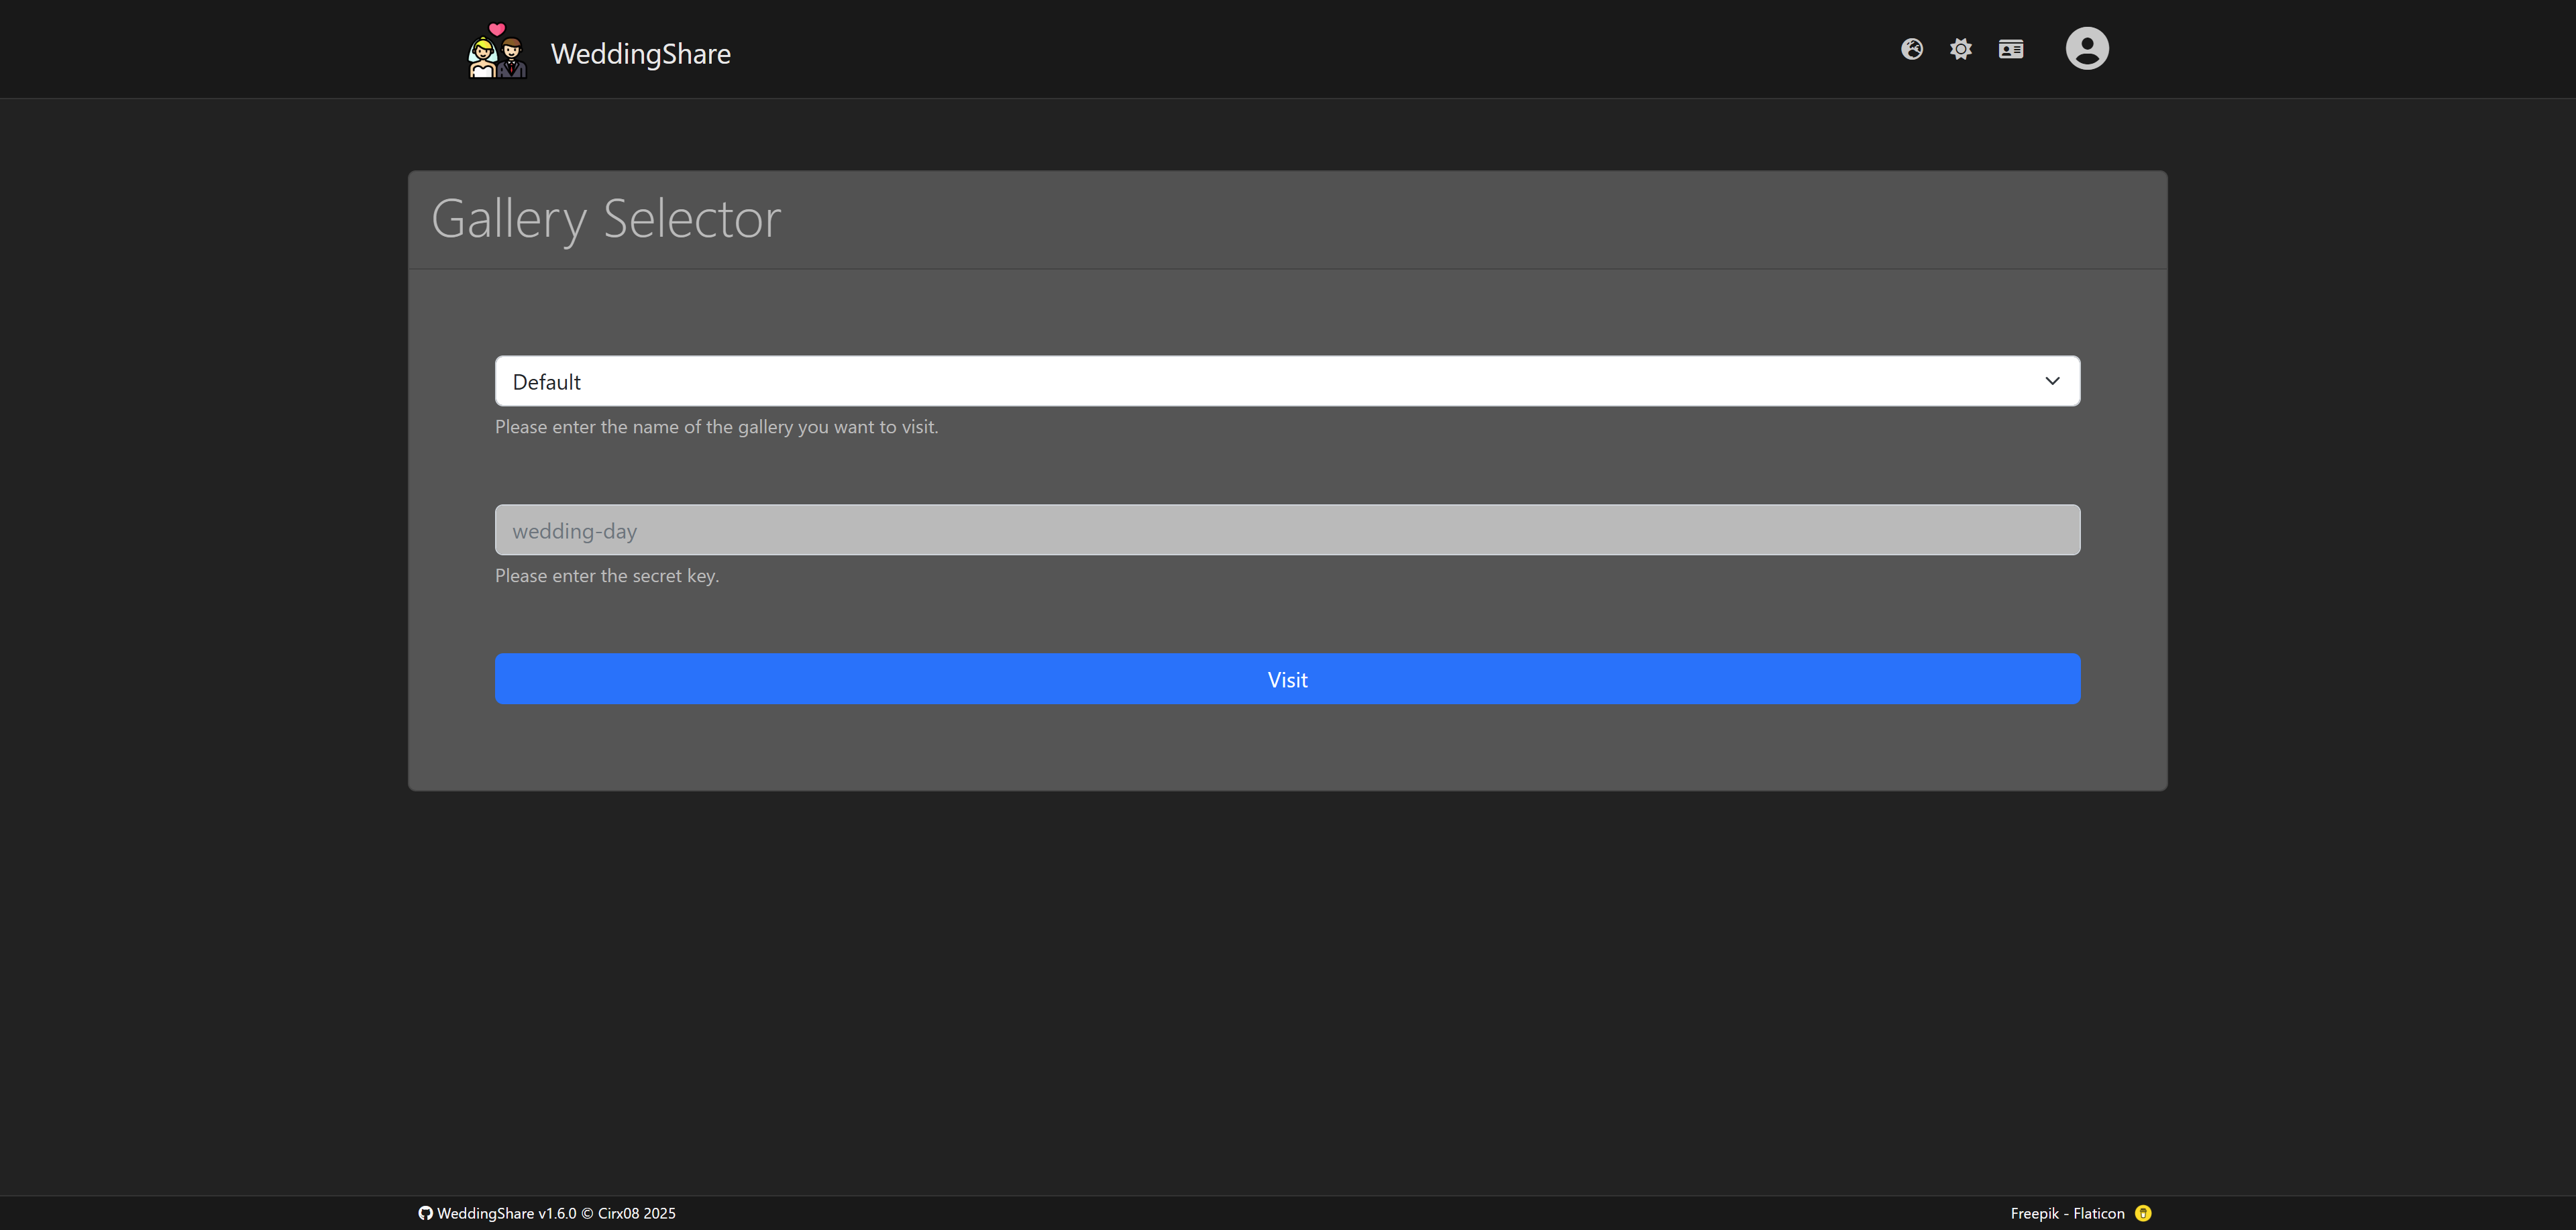 WeddingShare
Gallery Selector
Default
Please enter the name of the gallery you want to visit.
wedding-day
Please enter the secret key.
Visit
WeddingShare v1.6.0 © Cirx08 2025
Freepik - Flaticon